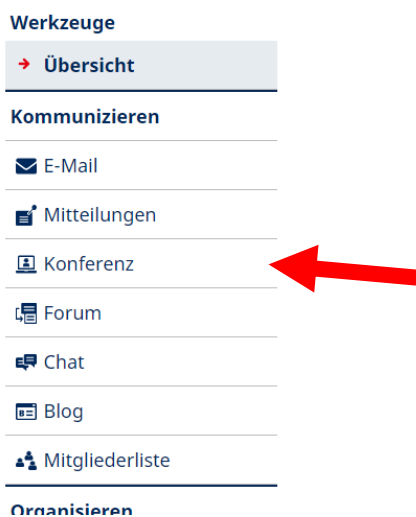 Werkzeuge
Übersicht
Kommunizieren
E-Mail
Mitteilungen
Konferenz
Forum
Chat
Blog
Mitgliederliste
Organisieren